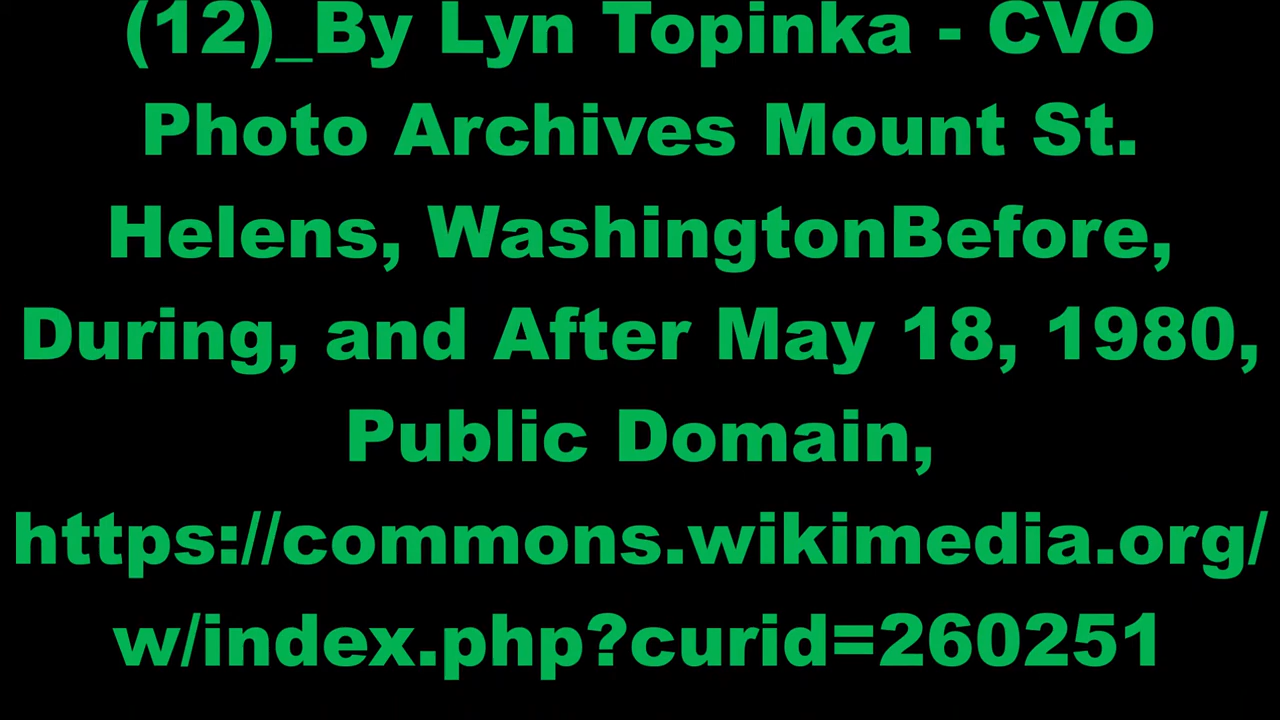 (12)_By Lyn Topinka - CVO
Photo Archives Mount St.
Helens, WashingtonBefore,
During, and After May 18, 1980,
Public Domain,
https://commons.wikimedia.org/
w/index.php?curid=260251